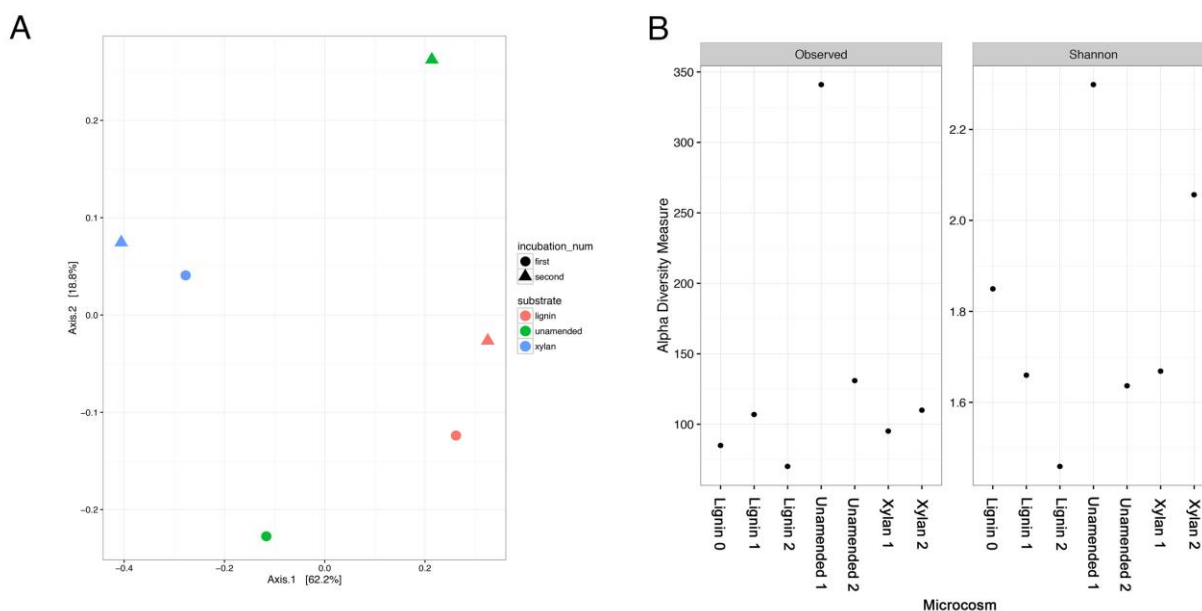 A
0.2
0.1
0.0
−0.1
−0.2
Axis.2 [18.8%]
−0.4
−0.2
0.0
0.2
Axis.1 [62.2%]
incubation_num
first
second
substrate
lignin
unamended
xylan
B
Observed
Shannon
Alpha Diversity Measure
350
300
250
200
150
100
2.2
2.0
1.8
1.6
Lignin 0
Lignin 1
Lignin 2
Unamended 1
Unamended 2
Xylan 1
Xylan 2
Lignin 0
Lignin 1
Lignin 2
Unamended 1
Unamended 2
Xylan 1
Xylan 2
Microcosm